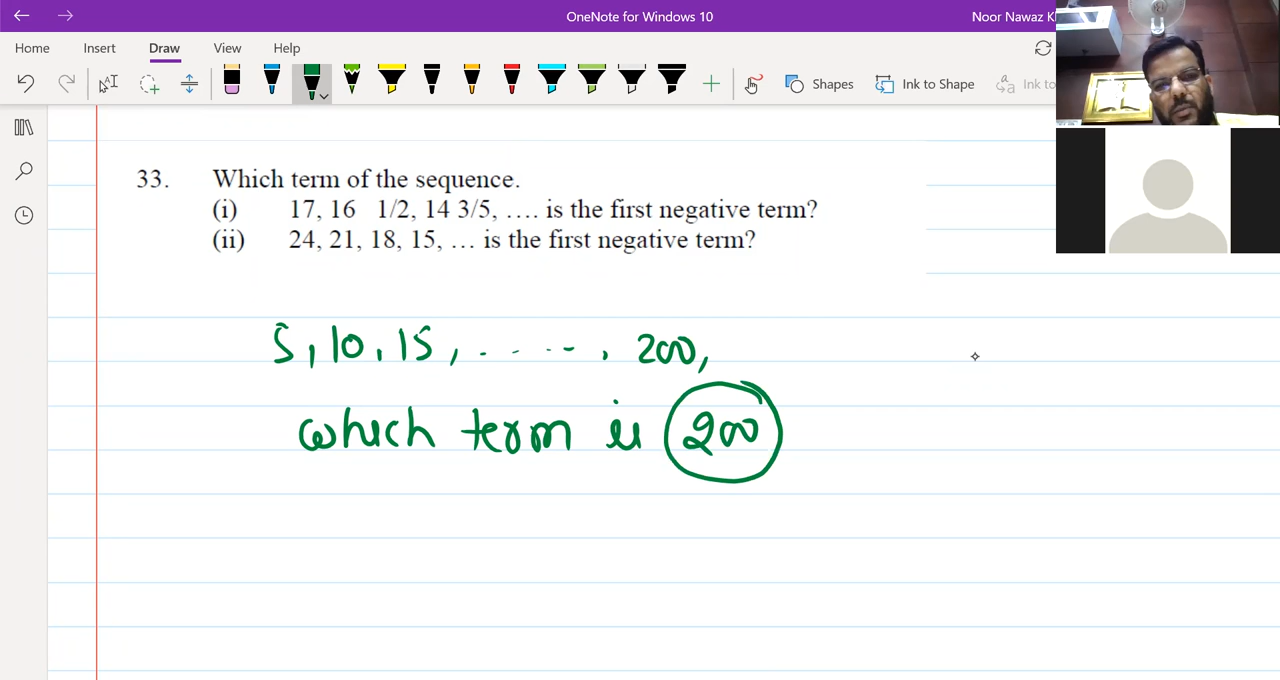 OneNote for Windows 10
Noor Nawaz K
Home Insert Draw View Help
Shapes Ink to Shape Ink to
33. Which term of the sequence.
(i) 17, 16 1/2, 14 3/5, …. is the first negative term?
(ii) 24, 21, 18, 15, … is the first negative term?
5, 10, 15, ....., 200,
which term is 200